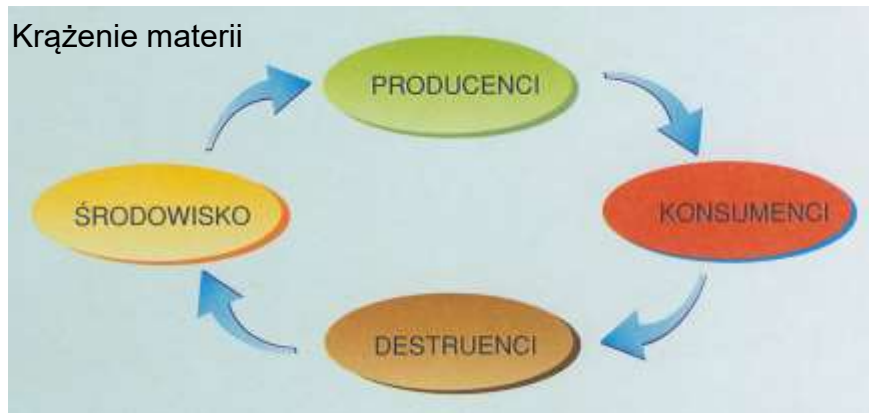 Krążenie materii
PRODUCENCI
ŚRODOWISKO
KONSUMENCI
DESTRUENCI